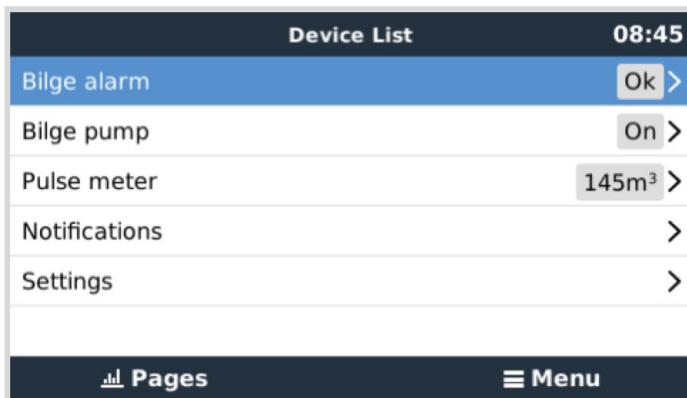 Device List 08:45
Bilge alarm Ok
Bilge pump On
Pulse meter 145m³
Notifications
Settings
Pages Menu